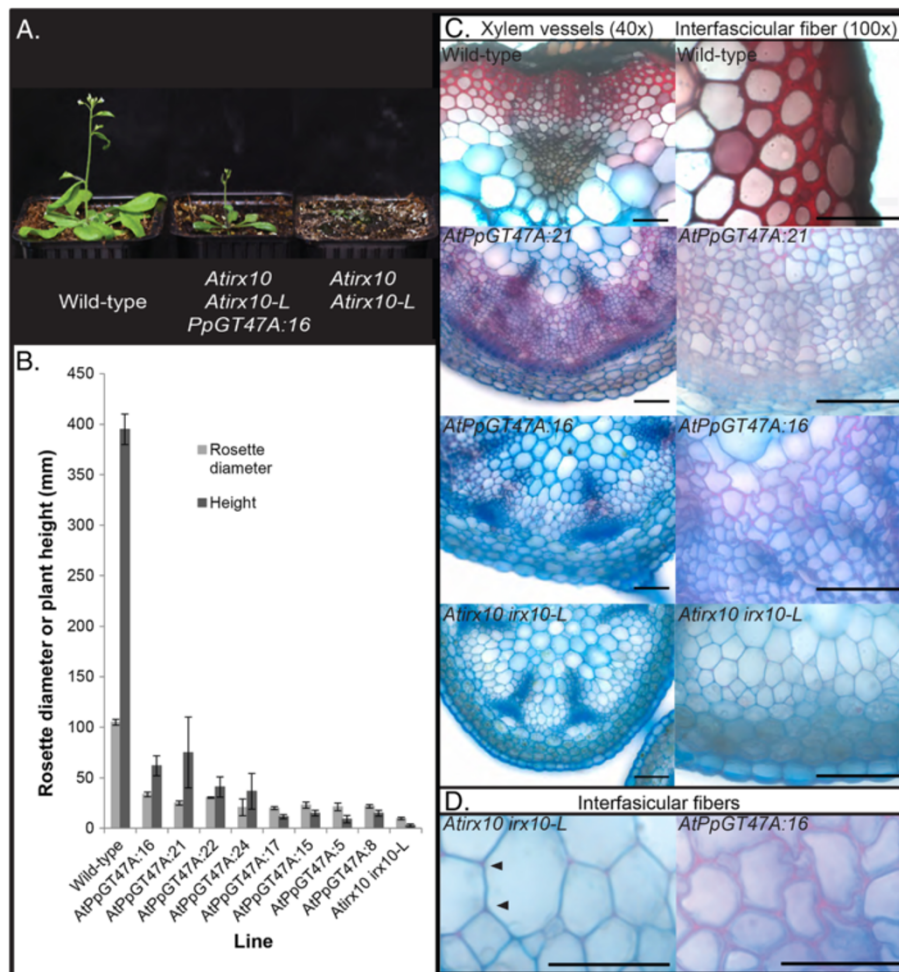 A.
Wild-type
Atirx10
Atirx10-L
PpGT47A:16
Atirx10
Atirx10-L
B.
450
400
350
300
250
200
150
100
50
0
Rosette diameter or plant height (mm)
Rosette
diameter
Height
Wild-type
AtPpGT47A:16
AtPpGT47A:21
AtPpGT47A:22
AtPpGT47A:24
AtPpGT47A:17
AtPpGT47A:15
AtPpGT47A:5
AtPpGT47A:8
Atirx10 irx10-L
Line
C.
Xylem vessels (40x)
Interfascicular fiber (100x)
Wild-type
Wild-type
AtPpGT47A:21
AtPpGT47A:21
AtPpGT47A:16
AtPpGT47A:16
Atirx10 irx10-L
Atirx10 irx10-L
D.
Interfasicular fibers
Atirx10 irx10-L
AtPpGT47A:16